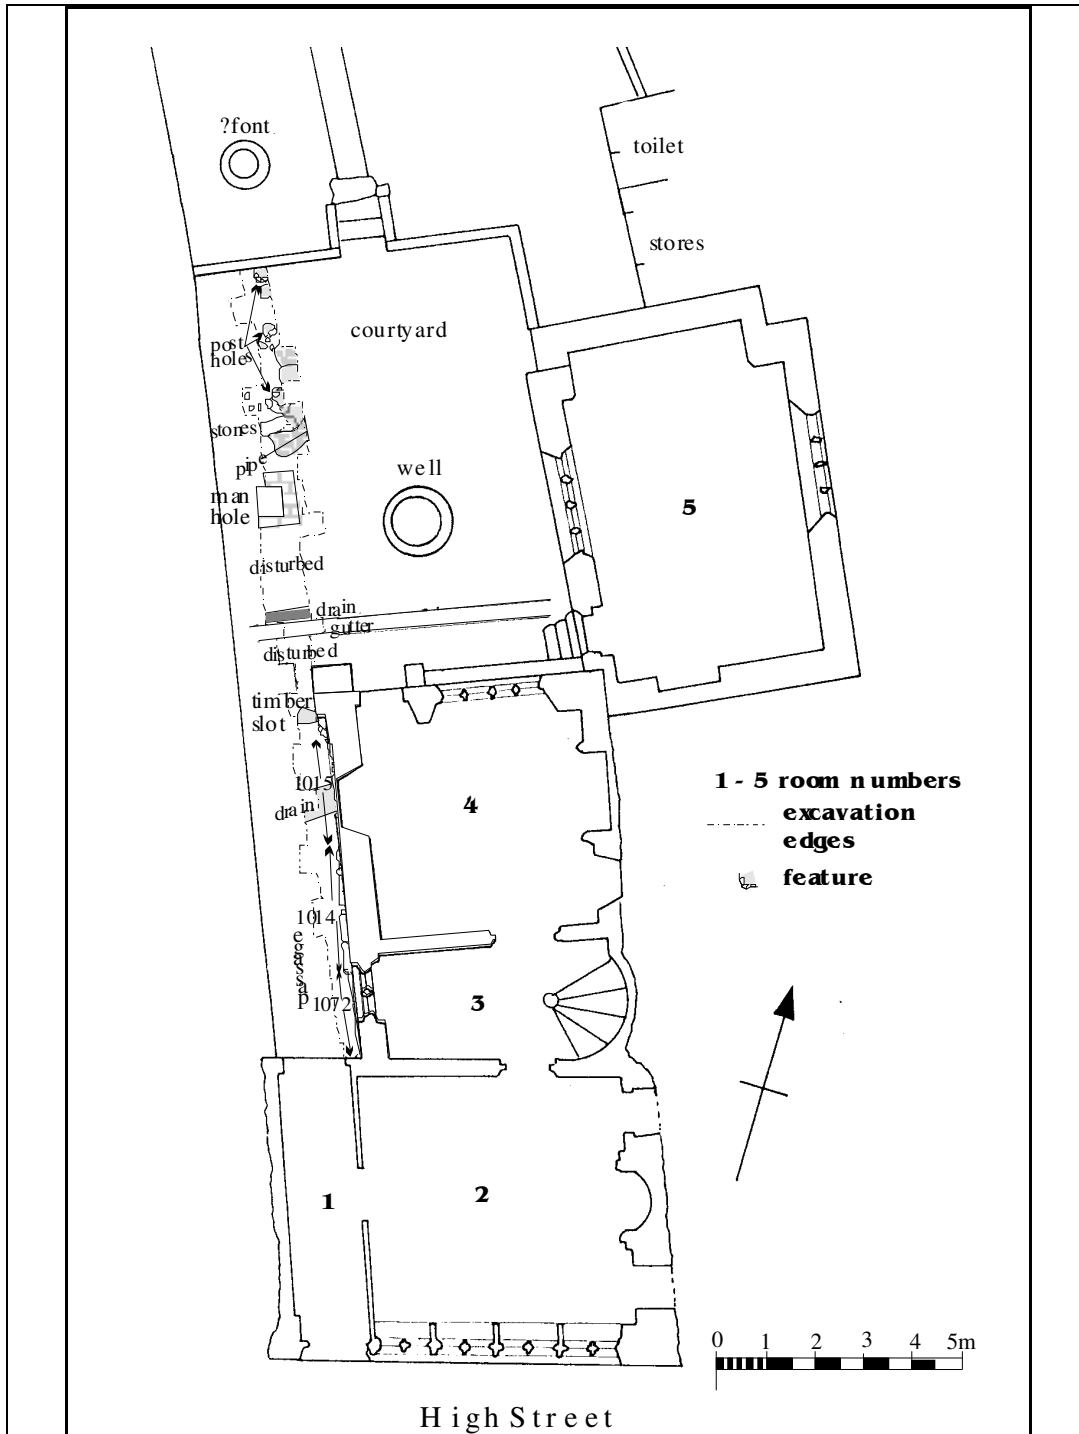 ?font
toilet
stores
courtyard
post
holes
stones
pipe
well
man
hole
5
disturbed
drain
gutter
disturbed
timber
slot
1015
drain
4
1 - 5 room numbers
excavation
edges
feature
1014
passage
1072
3
1
2
0 1 2 3 4 5m
High Street